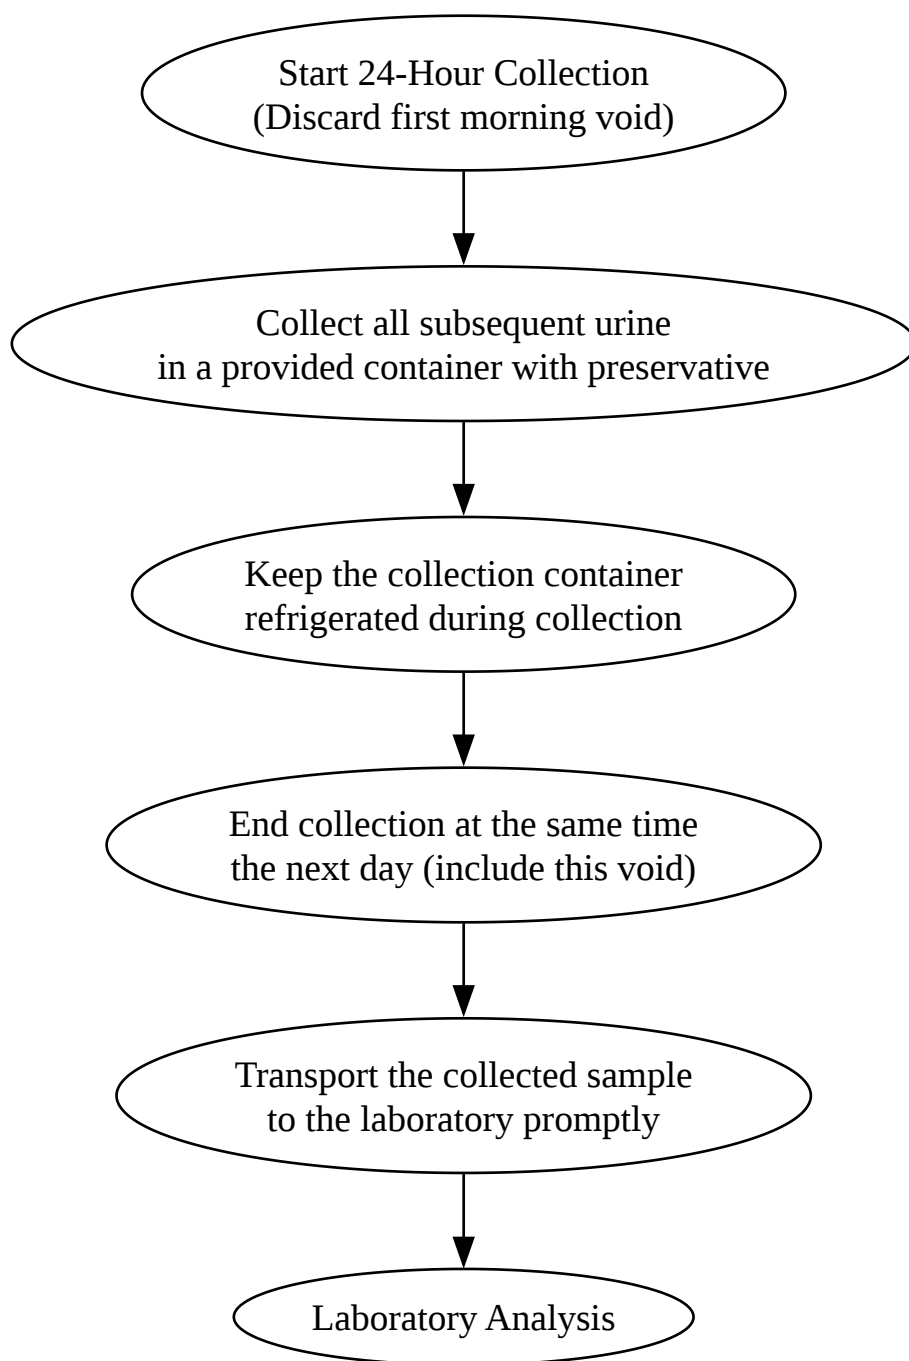 Start 24-Hour Collection
(Discard first morning void)
Collect all subsequent urine
in a provided container with preservative
Keep the collection container
refrigerated during collection
End collection at the same time
the next day (include this void)
Transport the collected sample
to the laboratory promptly
Laboratory Analysis